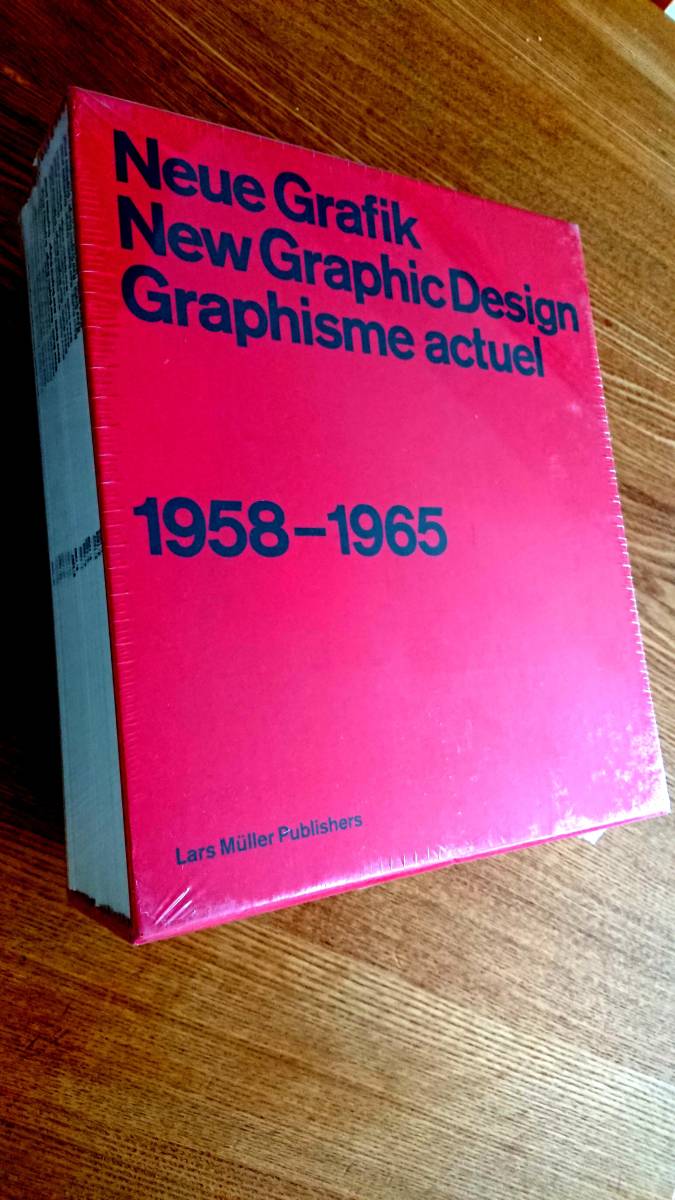 Neue Grafik
New Graphic Design
Graphisme actuel
1958–1965
Lars Müller Publishers